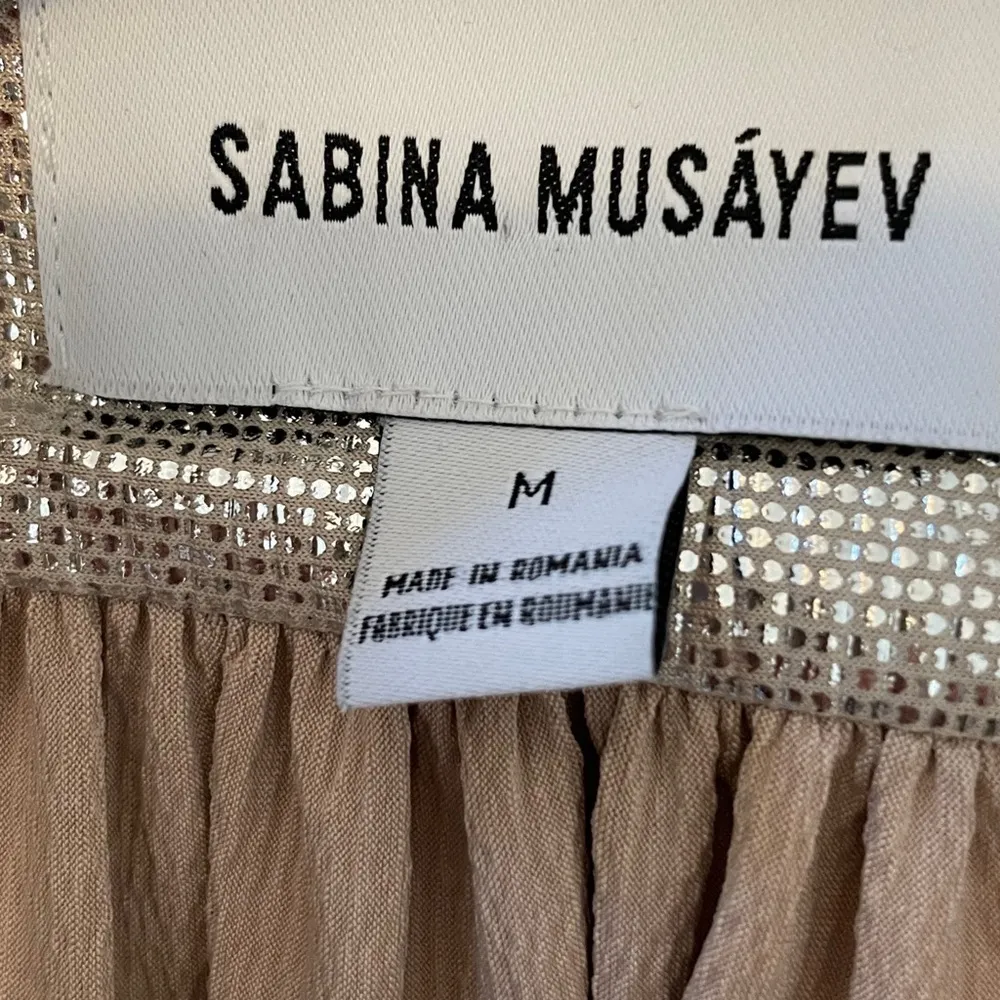 SABINA MUSÁYEV
M
MADE IN ROMANIA
FABRIQUE EN ROUMANIE